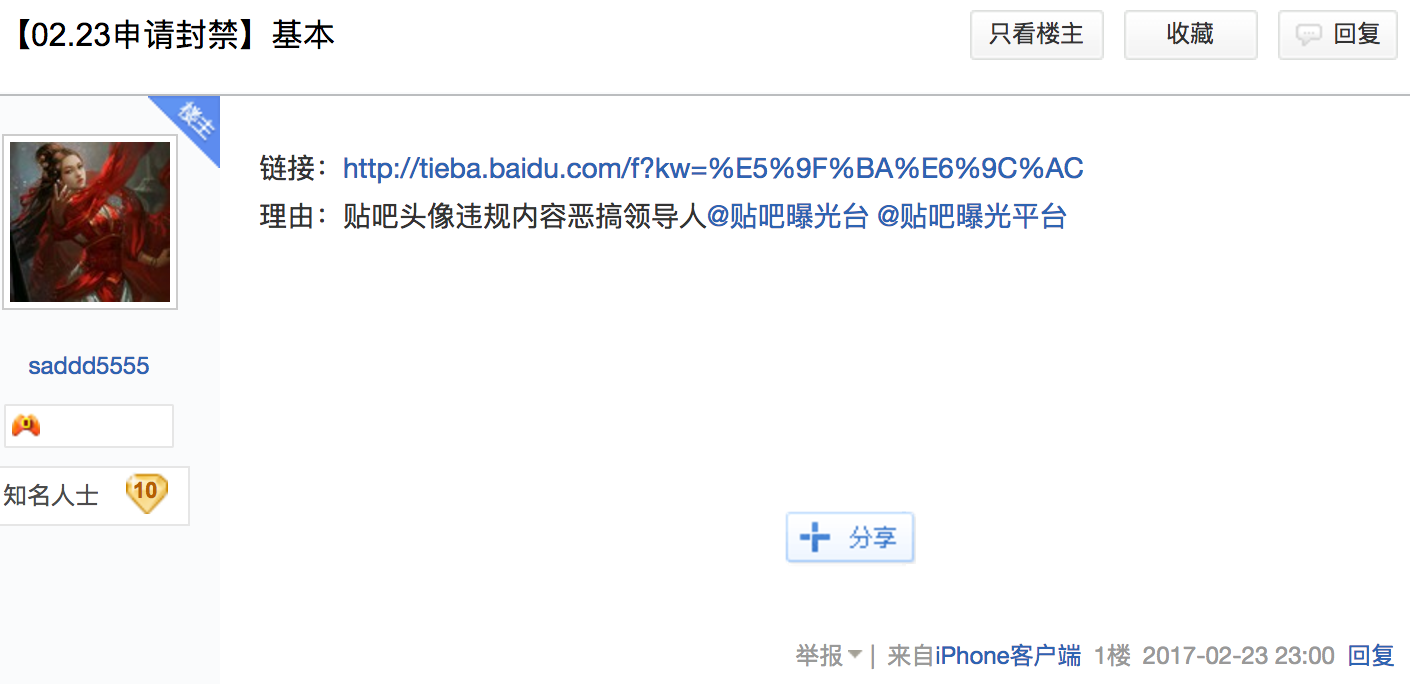 【02.23申请封禁】基本
只看楼主
收藏
回复
楼主
链接：http://tieba.baidu.com/f?kw=%E5%9F%BA%E6%9C%AC
理由：贴吧头像违规内容恶搞领导人@贴吧曝光台 @贴吧曝光平台
saddd5555
知名人士 10
分享
举报 | 来自iPhone客户端 1楼 2017-02-23 23:00 回复